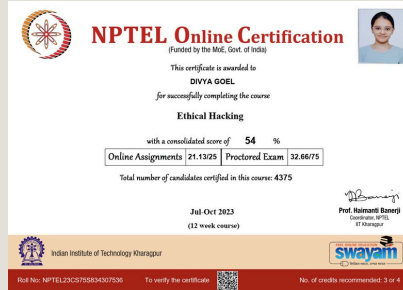 NPTEL Online Certification
(Funded by the MoE, Govt. of India)
This certificate is awarded to
DIVYA GOEL
for successfully completing the course
Ethical Hacking
with a consolidated score of 54 %
Online Assignments 21.13/25 Proctored Exam 32.66/75
Total number of candidates certified in this course: 4375
Jul-Oct 2023
(12 week course)
Prof. Haimanti Banerji
Coordinator, NPTEL
IIT Kharagpur
Indian Institute of Technology Kharagpur
swayam
Roll No: NPTEL23CS75S834307536
To verify the certificate
No. of credits recommended: 3 or 4